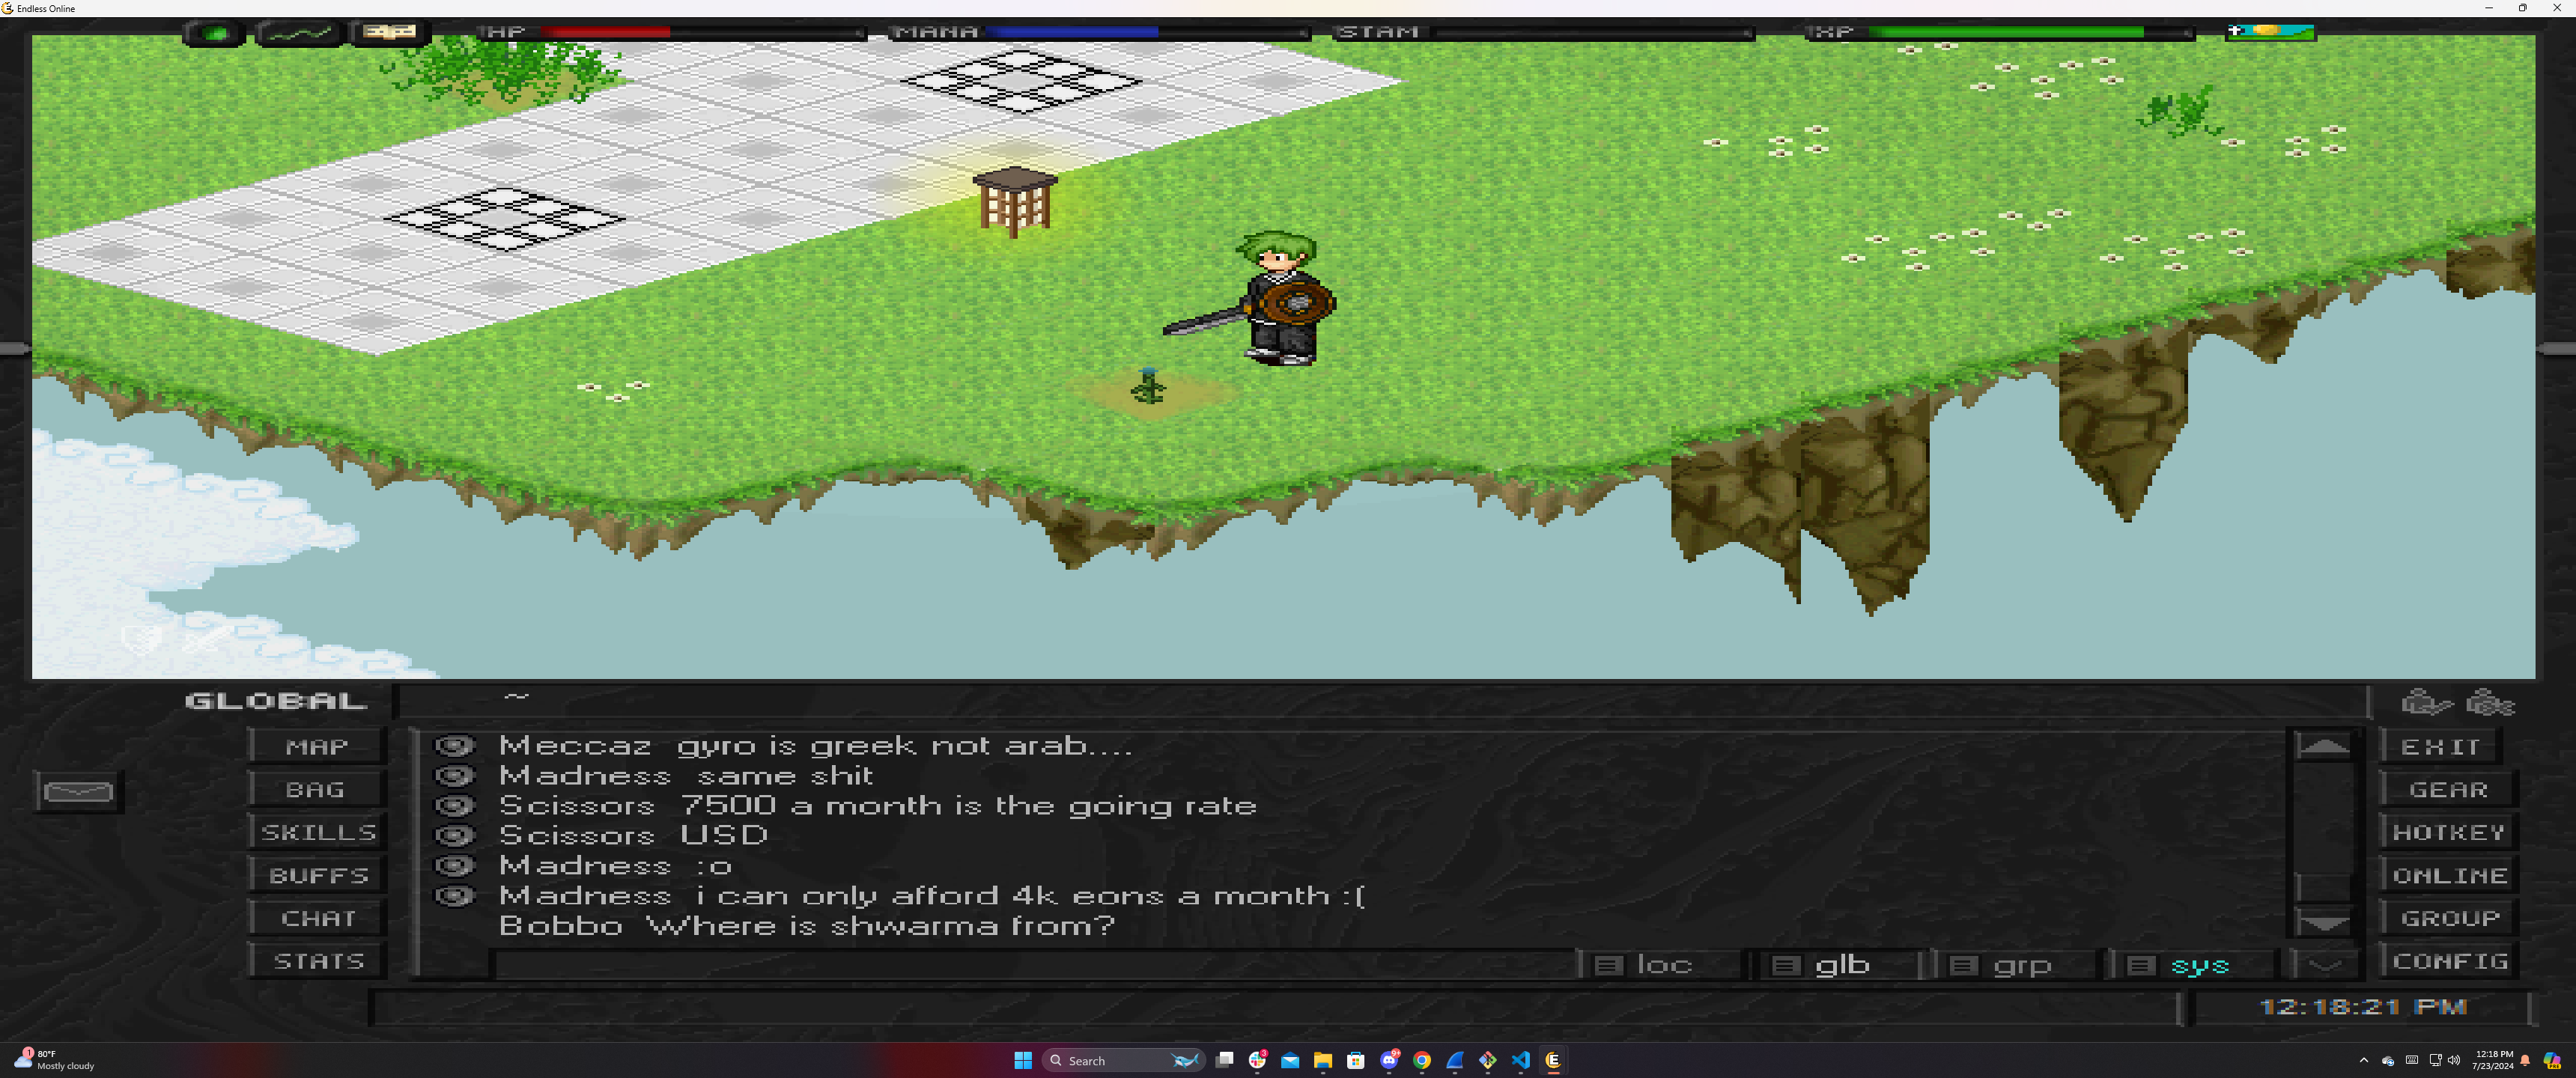 Endless Online
HP MANA STAM XP
GLOBAL ~
MAP
BAG
SKILLS
BUFFS
CHAT
STATS
Meccaz gyro is greek not arab....
Madness same shit
Scissors 7500 a month is the going rate
Scissors USD
Madness :o
Madness i can only afford 4k eons a month :(
Bobbo Where is shwarma from?
loc glb grp sys
EXIT
GEAR
HOTKEY
ONLINE
GROUP
CONFIG
12:18:21 PM
1 80°F
Mostly cloudy
Search
3
9+
12:18 PM
7/23/2024